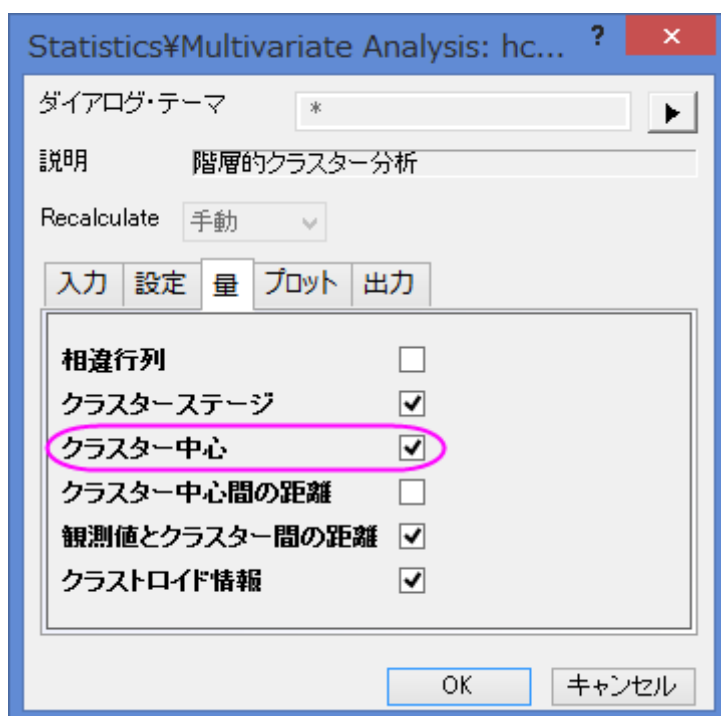 Statistics¥Multivariate Analysis: hc... ? ×
ダイアログ・テーマ *
説明 階層的クラスター分析
Recalculate 手動
入力 設定 量 プロット 出力
相違行列
クラスターステージ
クラスター中心
クラスター中心間の距離
観測値とクラスター間の距離
クラストロイド情報
OK キャンセル